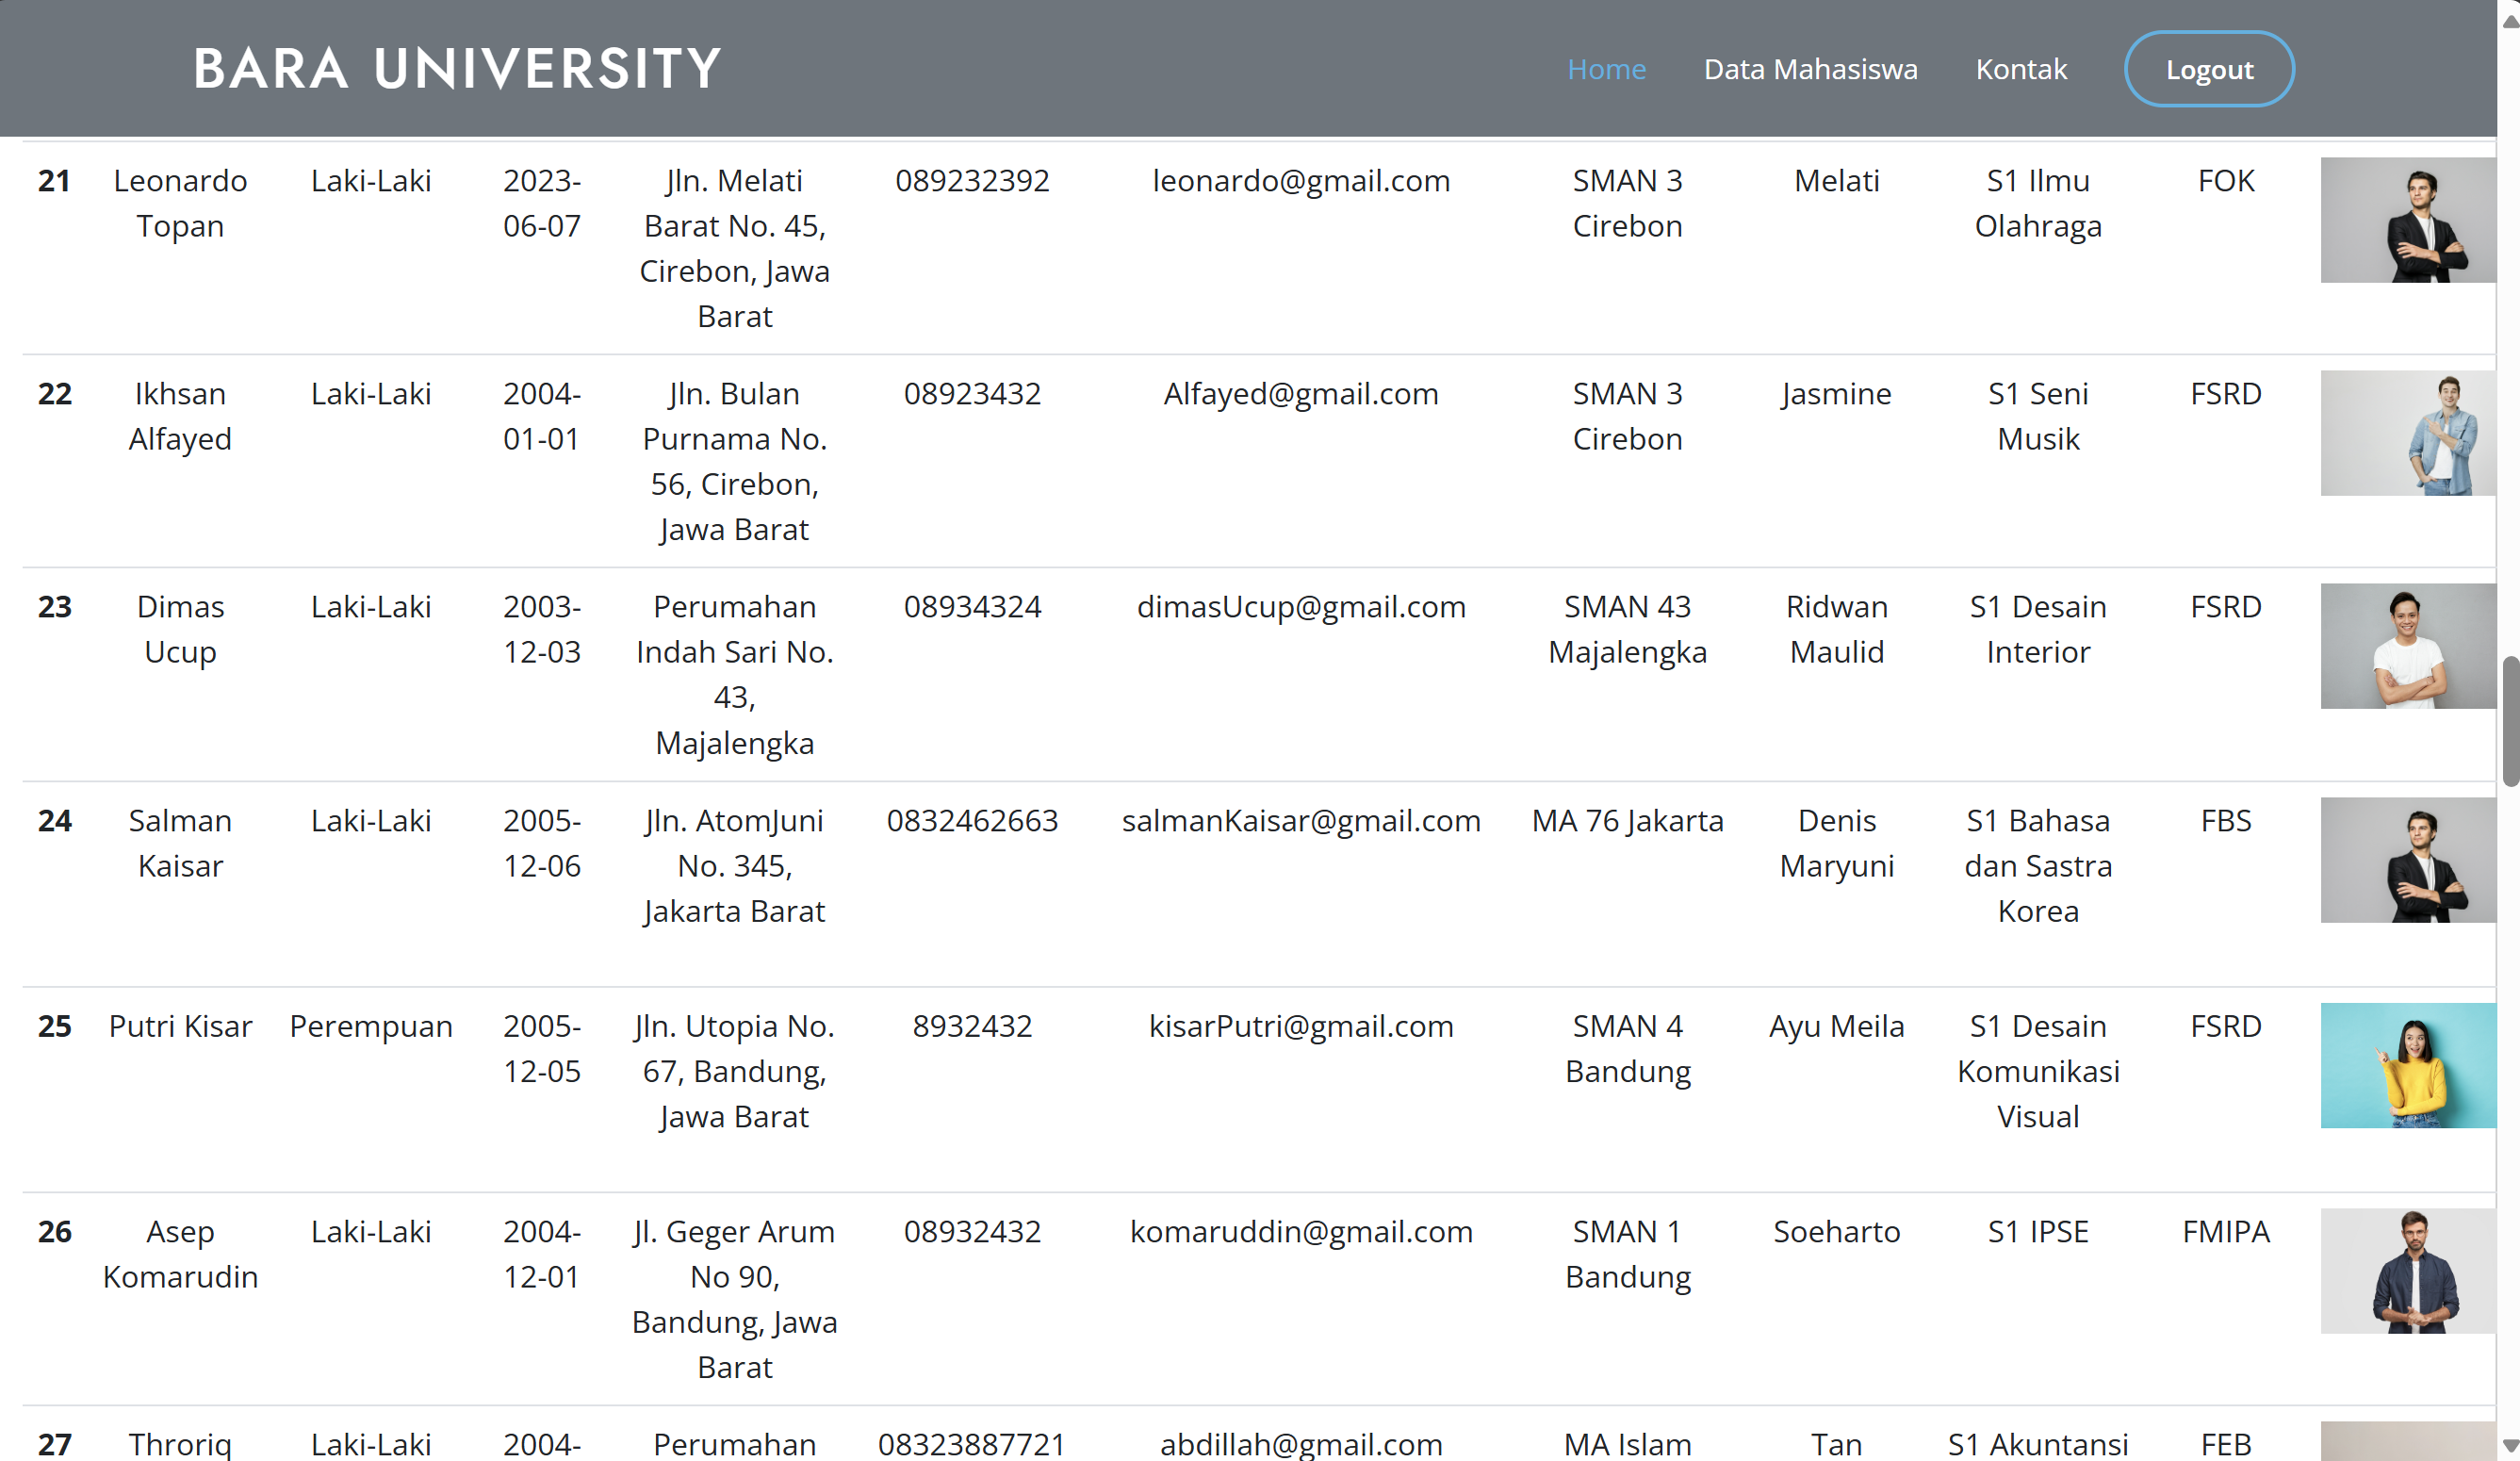 BARA UNIVERSITY Home Data Mahasiswa Kontak Logout
21 Leonardo Laki-Laki 2023- Jln. Melati 089232392 leonardo@gmail.com SMAN 3 Melati S1 Ilmu FOK
Topan 06-07 Barat No. 45, Cirebon Olahraga
Cirebon, Jawa
Barat
22 Ikhsan Laki-Laki 2004- Jln. Bulan 08923432 Alfayed@gmail.com SMAN 3 Jasmine S1 Seni FSRD
Alfayed 01-01 Purnama No. Cirebon Musik
56, Cirebon,
Jawa Barat
23 Dimas Laki-Laki 2003- Perumahan 08934324 dimasUcup@gmail.com SMAN 43 Ridwan S1 Desain FSRD
Ucup 12-03 Indah Sari No. Majalengka Maulid Interior
43,
Majalengka
24 Salman Laki-Laki 2005- Jln. AtomJuni 0832462663 salmanKaisar@gmail.com MA 76 Jakarta Denis S1 Bahasa FBS
Kaisar 12-06 No. 345, Maryuni dan Sastra
Jakarta Barat Korea
25 Putri Kisar Perempuan 2005- Jln. Utopia No. 8932432 kisarPutri@gmail.com SMAN 4 Ayu Meila S1 Desain FSRD
12-05 67, Bandung, Bandung Komunikasi
Jawa Barat Visual
26 Asep Laki-Laki 2004- Jl. Geger Arum 08932432 komaruddin@gmail.com SMAN 1 Soeharto S1 IPSE FMIPA
Komarudin 12-01 No 90, Bandung
Bandung, Jawa
Barat
27 Throriq Laki-Laki 2004- Perumahan 08323887721 abdillah@gmail.com MA Islam Tan S1 Akuntansi FEB